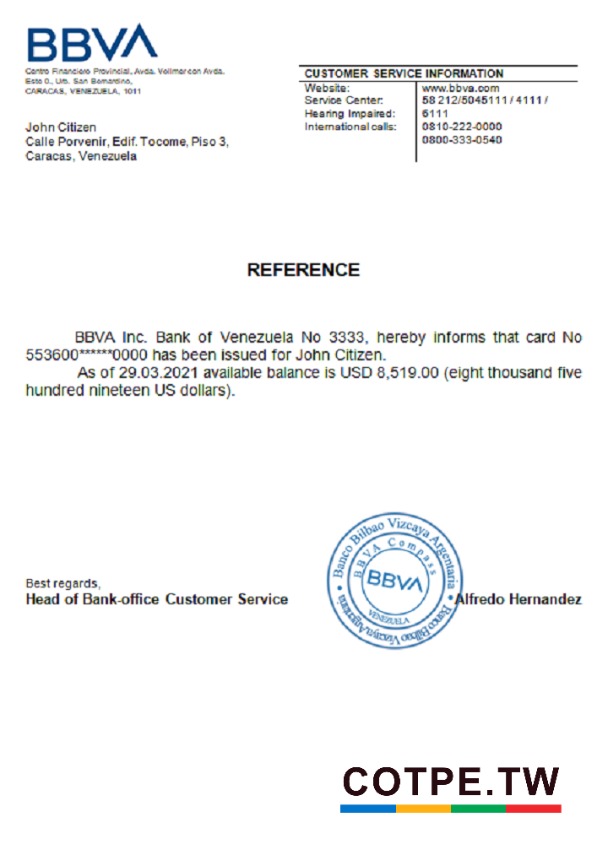 BBVA
Centro Financiero Provincial, Avda. Vollmer con Avda.
Este 0., Urb. San Bernardino,
CARACAS, VENEZUELA, 1011
CUSTOMER SERVICE INFORMATION
Website: www.bbva.com
Service Center: 58 212/5045111 / 4111 /
Hearing Impaired: 6111
International calls: 0810-222-0000
0800-333-0540
John Citizen
Calle Porvenir, Edif. Tocome, Piso 3,
Caracas, Venezuela
REFERENCE
BBVA Inc. Bank of Venezuela No 3333, hereby informs that card No
553600******0000 has been issued for John Citizen.
As of 29.03.2021 available balance is USD 8,519.00 (eight thousand five
hundred nineteen US dollars).
Banco Bilbao Vizcaya Argentaria
BBVA Compass
BBVA
VENEZUELA
Banco Bilbao Vizcaya Argentaria
Best regards,
Head of Bank-office Customer Service
Alfredo Hernandez
COTPE.TW